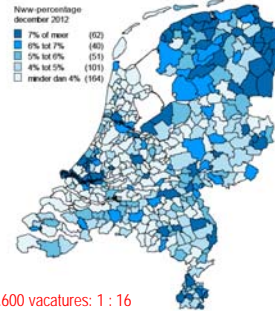 Nww-percentage
december 2012
7% of meer (62)
6% tot 7% (40)
5% tot 6% (51)
4% tot 5% (101)
minder dan 4% (164)
.600 vacatures: 1 : 16